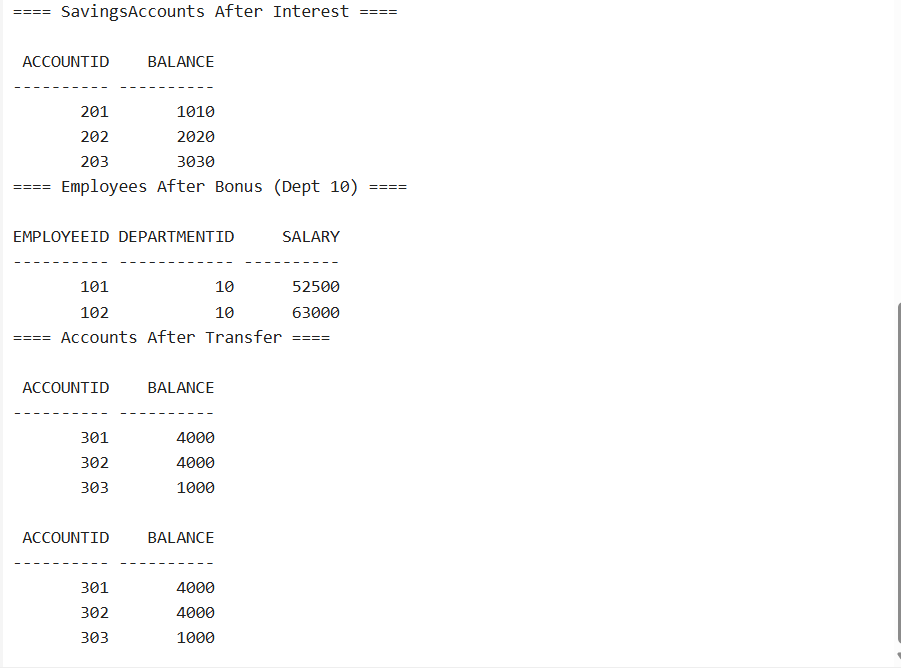 ==== SavingsAccounts After Interest ====
ACCOUNTID    BALANCE
---------- ----------
201       1010
202       2020
203       3030
==== Employees After Bonus (Dept 10) ====
EMPLOYEEID DEPARTMENTID     SALARY
---------- ------------ ----------
101           10      52500
102           10      63000
==== Accounts After Transfer ====
ACCOUNTID    BALANCE
---------- ----------
301       4000
302       4000
303       1000
ACCOUNTID    BALANCE
---------- ----------
301       4000
302       4000
303       1000